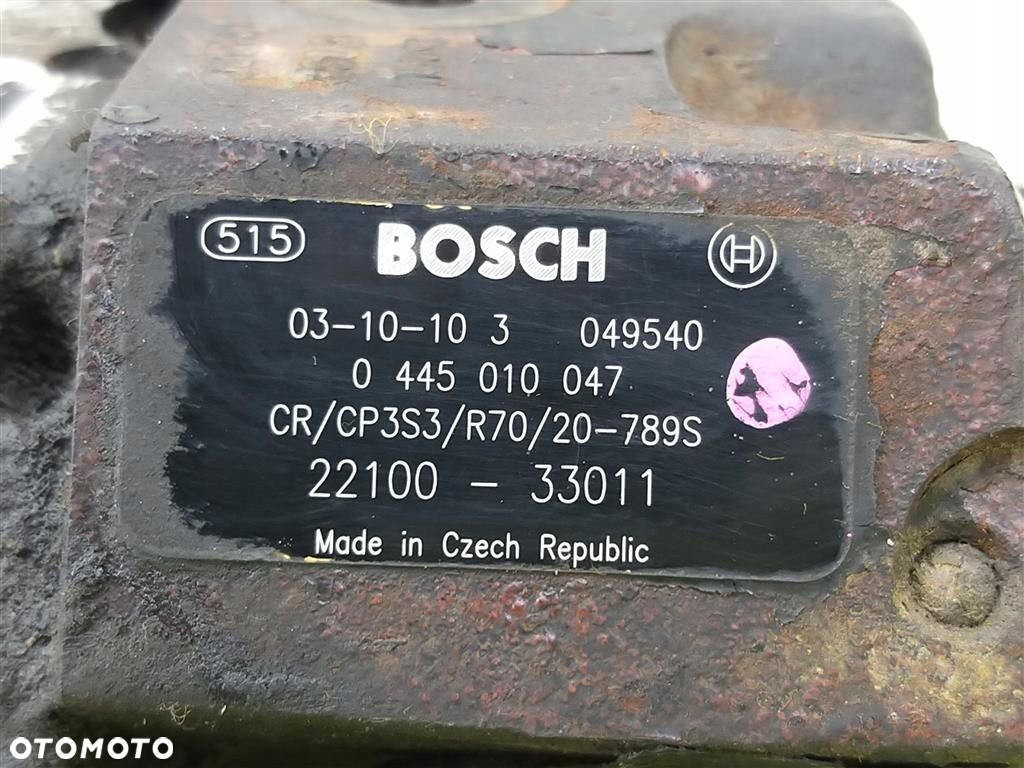 515 BOSCH
03-10-10 3 049540
0 445 010 047
CR/CP3S3/R70/20-789S
22100 - 33011
Made in Czech Republic
OTOMOTO